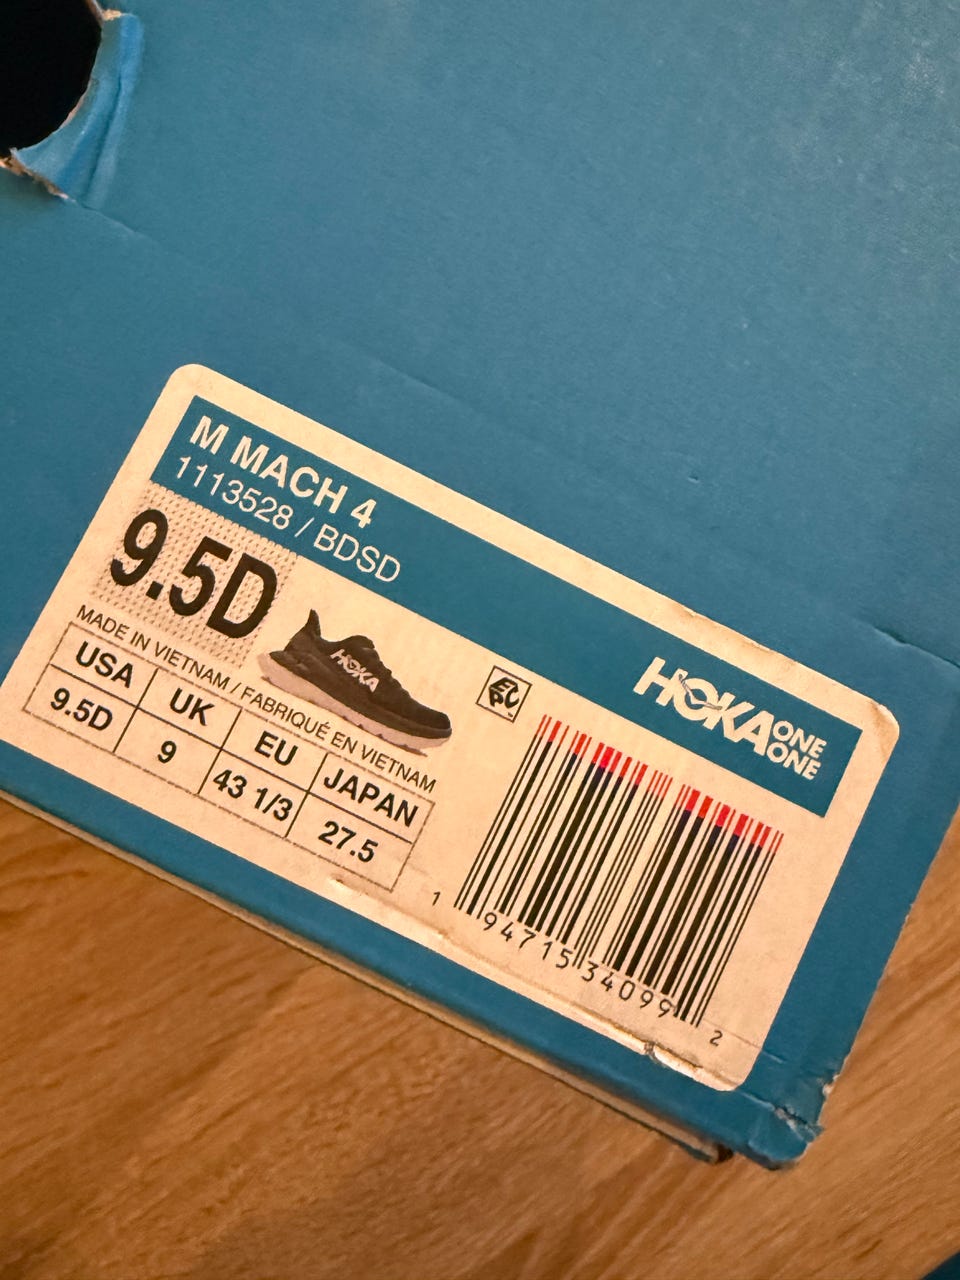 M MACH 4
1113528 / BDSD
HOKA ONE ONE
9.5D
HOKA
MADE IN VIETNAM / FABRIQUÉ EN VIETNAM
USA UK EU JAPAN
9.5D 9 43 1/3 27.5
1 94715 34099 2